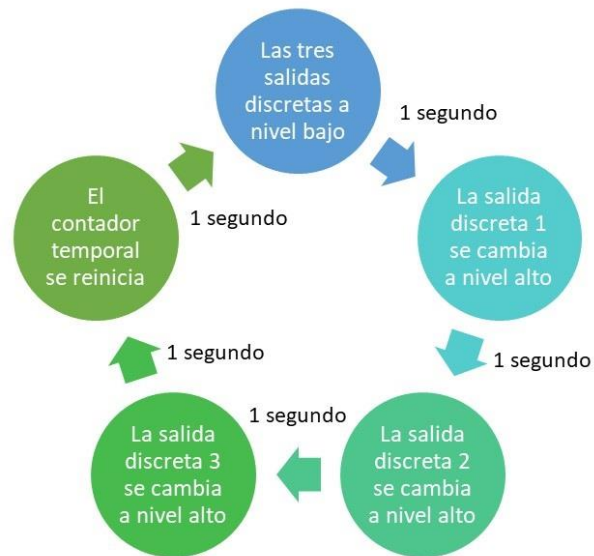 Las tres
salidas
discretas a
nivel bajo
1 segundo
La salida
discreta 1
se cambia
a nivel alto
1 segundo
La salida
discreta 2
se cambia
a nivel alto
1 segundo
La salida
discreta 3
se cambia
a nivel alto
1 segundo
El
contador
temporal
se reinicia
1 segundo